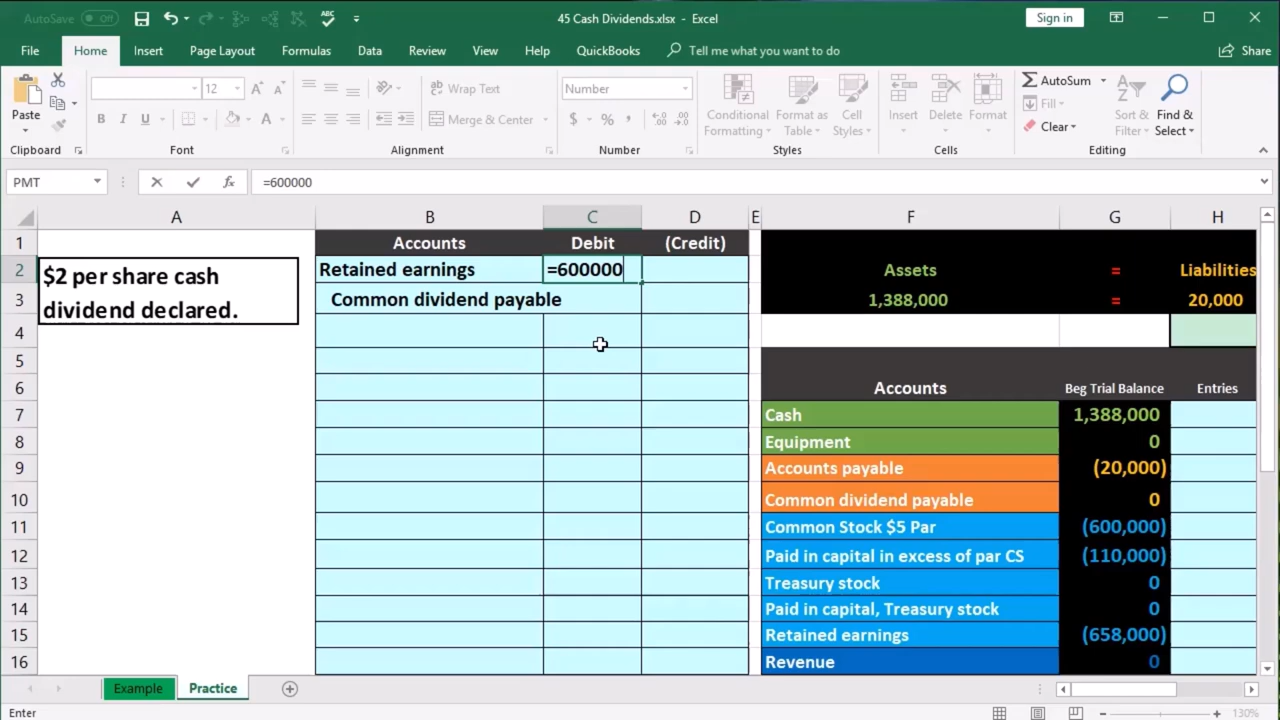 AutoSave Off 45 Cash Dividends.xlsx - Excel Sign in
File Home Insert Page Layout Formulas Data Review View Help QuickBooks Tell me what you want to do Share
Paste 12 A A Wrap Text Number Conditional Format as Cell Insert Delete Format AutoSum Sort & Find &
B I U A Merge & Center $ % , Formatting Table Styles Fill Filter Select
Clear
Clipboard Font Alignment Number Styles Cells Editing
PMT fx =600000
A B C D E F G H
1 Accounts Debit (Credit)
2 $2 per share cash Retained earnings =600000 Assets = Liabilities
3 dividend declared. Common dividend payable 1,388,000 = 20,000
4
5
6 Accounts Beg Trial Balance Entries
7 Cash 1,388,000
8 Equipment 0
9 Accounts payable (20,000)
10 Common dividend payable 0
11 Common Stock $5 Par (600,000)
12 Paid in capital in excess of par CS (110,000)
13 Treasury stock 0
14 Paid in capital, Treasury stock 0
15 Retained earnings (658,000)
16 Revenue 0
Example Practice
Enter 130%